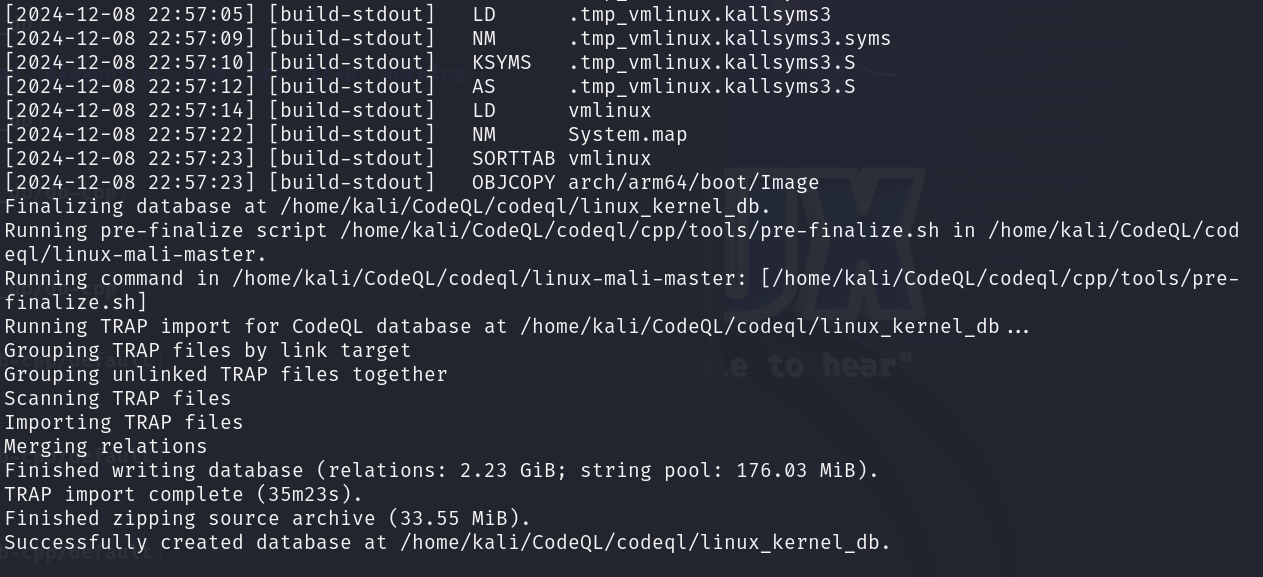 [2024-12-08 22:57:05] [build-stdout]   LD      .tmp_vmlinux.kallsyms3
[2024-12-08 22:57:09] [build-stdout]   NM      .tmp_vmlinux.kallsyms3.syms
[2024-12-08 22:57:10] [build-stdout]   KSYMS   .tmp_vmlinux.kallsyms3.S
[2024-12-08 22:57:12] [build-stdout]   AS      .tmp_vmlinux.kallsyms3.S
[2024-12-08 22:57:14] [build-stdout]   LD      vmlinux
[2024-12-08 22:57:22] [build-stdout]   NM      System.map
[2024-12-08 22:57:23] [build-stdout]   SORTTAB vmlinux
[2024-12-08 22:57:23] [build-stdout]   OBJCOPY arch/arm64/boot/Image
Finalizing database at /home/kali/CodeQL/codeql/linux_kernel_db.
Running pre-finalize script /home/kali/CodeQL/codeql/cpp/tools/pre-finalize.sh in /home/kali/CodeQL/cod
eql/linux-mali-master.
Running command in /home/kali/CodeQL/codeql/linux-mali-master: [/home/kali/CodeQL/codeql/cpp/tools/pre-
finalize.sh]
Running TRAP import for CodeQL database at /home/kali/CodeQL/codeql/linux_kernel_db...
Grouping TRAP files by link target
Grouping unlinked TRAP files together
e to hear"
Scanning TRAP files
Importing TRAP files
Merging relations
Finished writing database (relations: 2.23 GiB; string pool: 176.03 MiB).
TRAP import complete (35m23s).
Finished zipping source archive (33.55 MiB).
Successfully created database at /home/kali/CodeQL/codeql/linux_kernel_db.